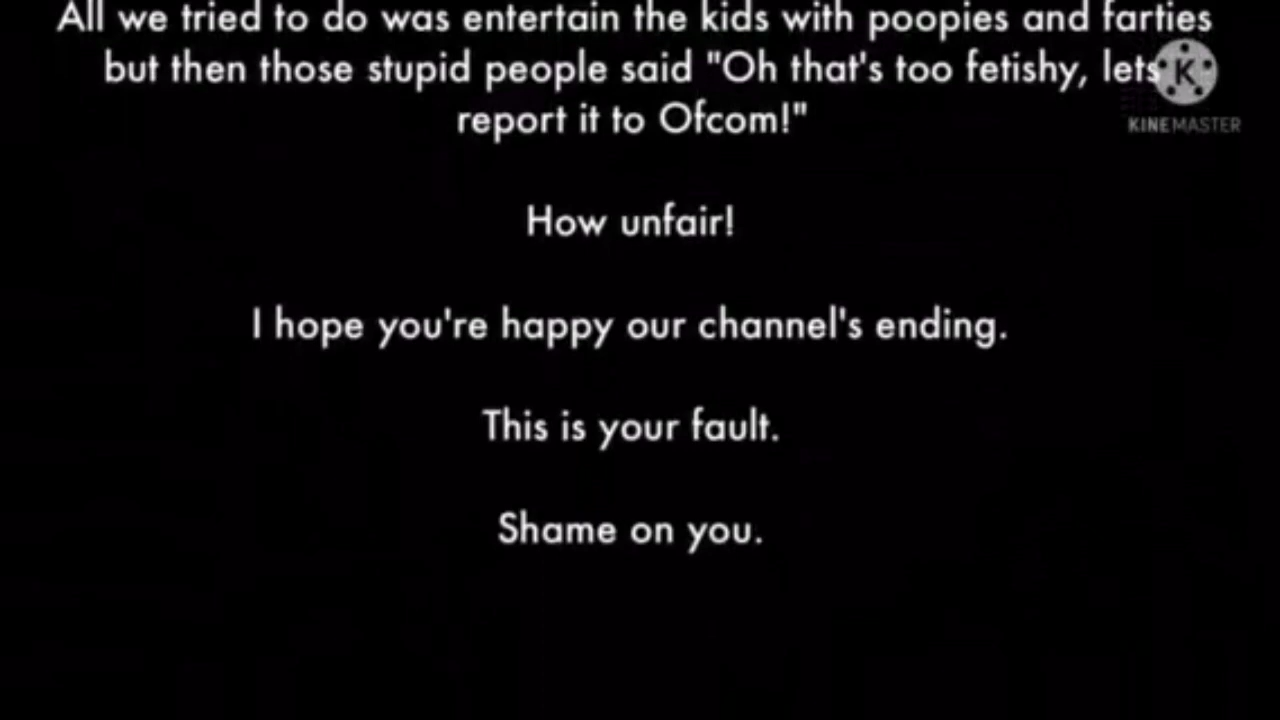 All we tried to do was entertain the kids with poopies and farties
but then those stupid people said "Oh that's too fetishy, lets
report it to Ofcom!"
K
KINEMASTER
How unfair!
I hope you're happy our channel's ending.
This is your fault.
Shame on you.